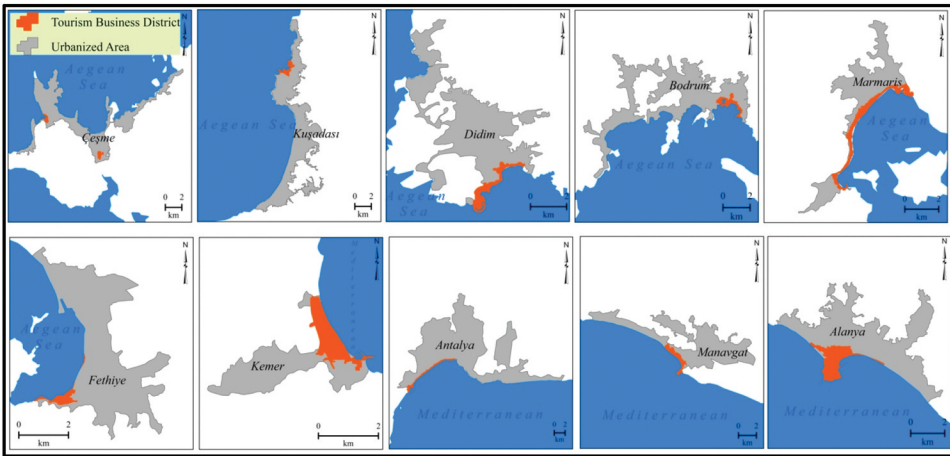 Tourism Business District
Urbanized Area
Aegean
Sea
Çeşme
N
0 2
km
Aegean Sea
Kuşadası
N
0 2
km
Didim
Aegean
Sea
N
0 2
km
Bodrum
Aegean Sea
N
0 2
km
Marmaris
Aegean
Sea
N
0 2
km
Aegean
Sea
Fethiye
N
0 2
km
Mediterranean
Kemer
N
0 2
km
Antalya
Mediterranean
N
0 2
km
Manavgat
Mediterranean
N
0 2
km
Alanya
Mediterranean
N
0 2
km